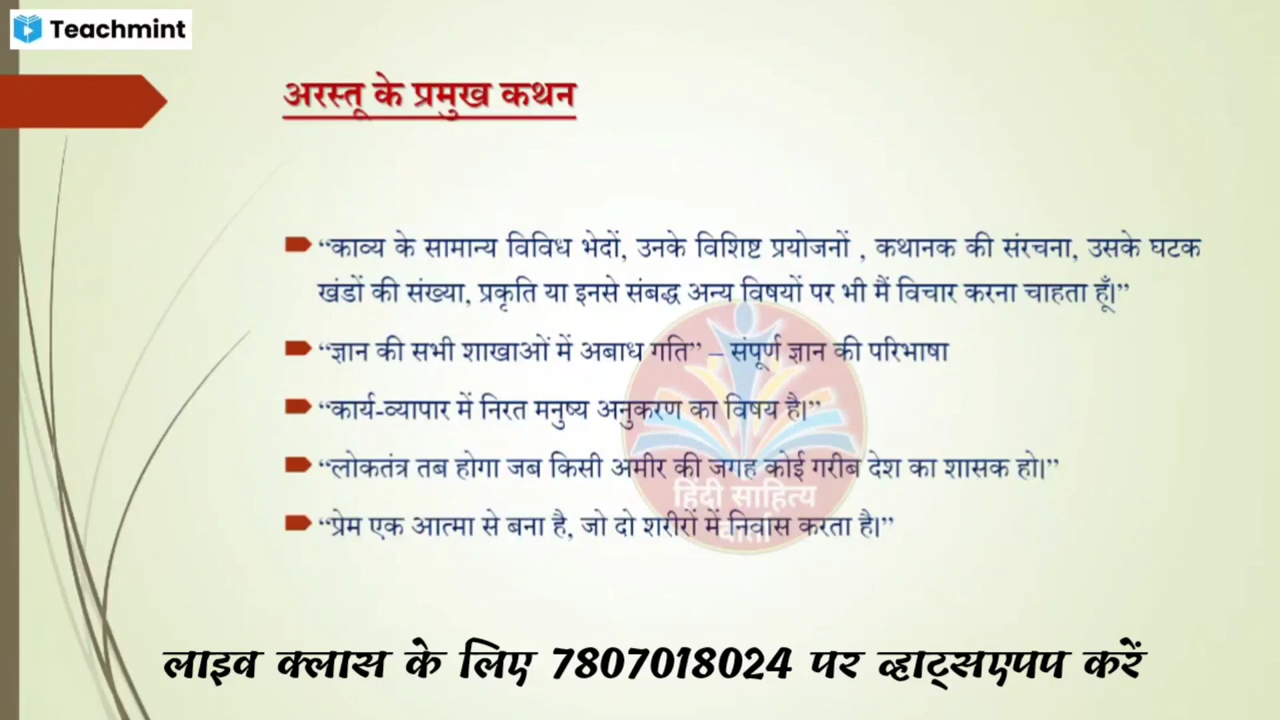 Teachmint
अरस्तू के प्रमुख कथन
“काव्य के सामान्य विविध भेदों, उनके विशिष्ट प्रयोजनों , कथानक की संरचना, उसके घटक
खंडों की संख्या, प्रकृति या इनसे संबद्ध अन्य विषयों पर भी मैं विचार करना चाहता हूँ।”
“ज्ञान की सभी शाखाओं में अबाध गति” – संपूर्ण ज्ञान की परिभाषा
“कार्य-व्यापार में निरत मनुष्य अनुकरण का विषय है।”
“लोकतंत्र तब होगा जब किसी अमीर की जगह कोई गरीब देश का शासक हो।”
हिंदी साहित्य
“प्रेम एक आत्मा से बना है, जो दो शरीरों में निवास करता है।”
वार्ता
लाइव क्लास के लिए 7807018024 पर व्हाट्सएपप करें